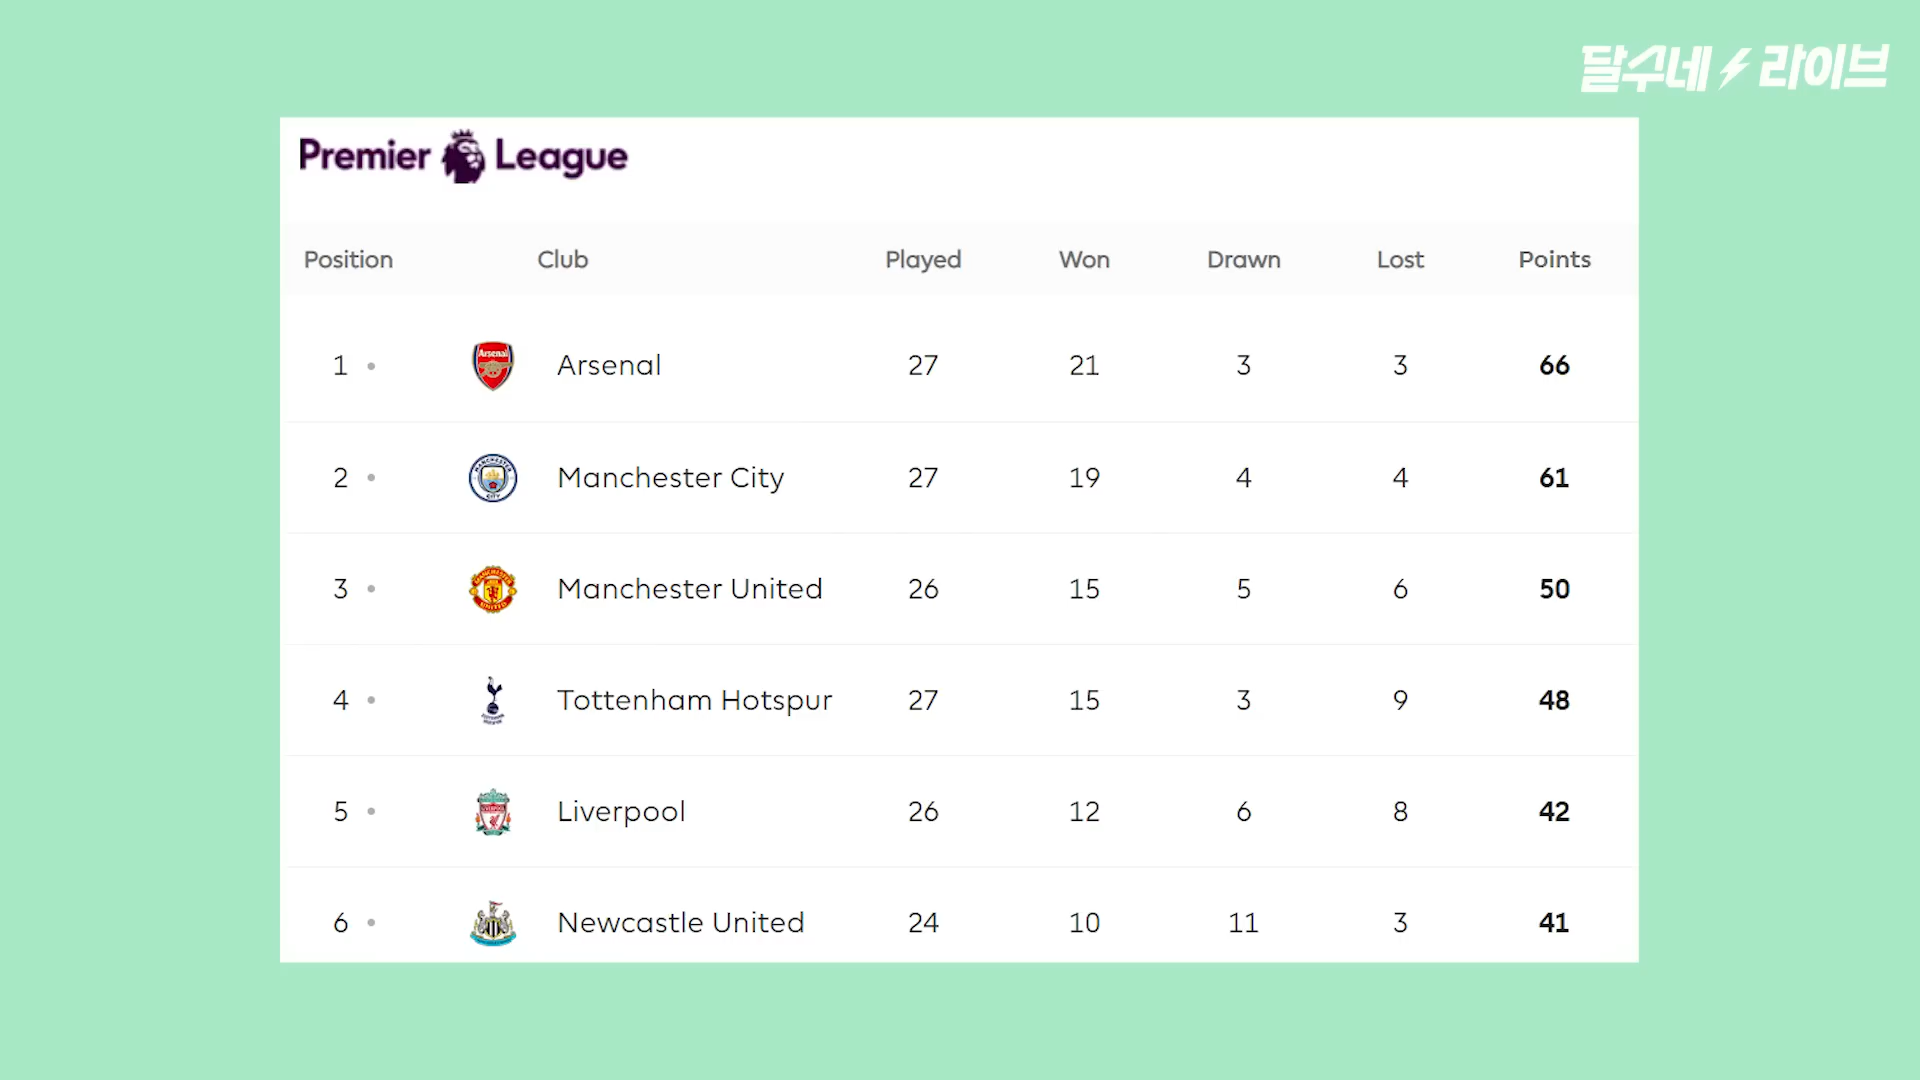 달수네 라이브
Premier League
Position Club Played Won Drawn Lost Points
1 Arsenal 27 21 3 3 66
2 Manchester City 27 19 4 4 61
3 Manchester United 26 15 5 6 50
4 Tottenham Hotspur 27 15 3 9 48
5 Liverpool 26 12 6 8 42
6 Newcastle United 24 10 11 3 41